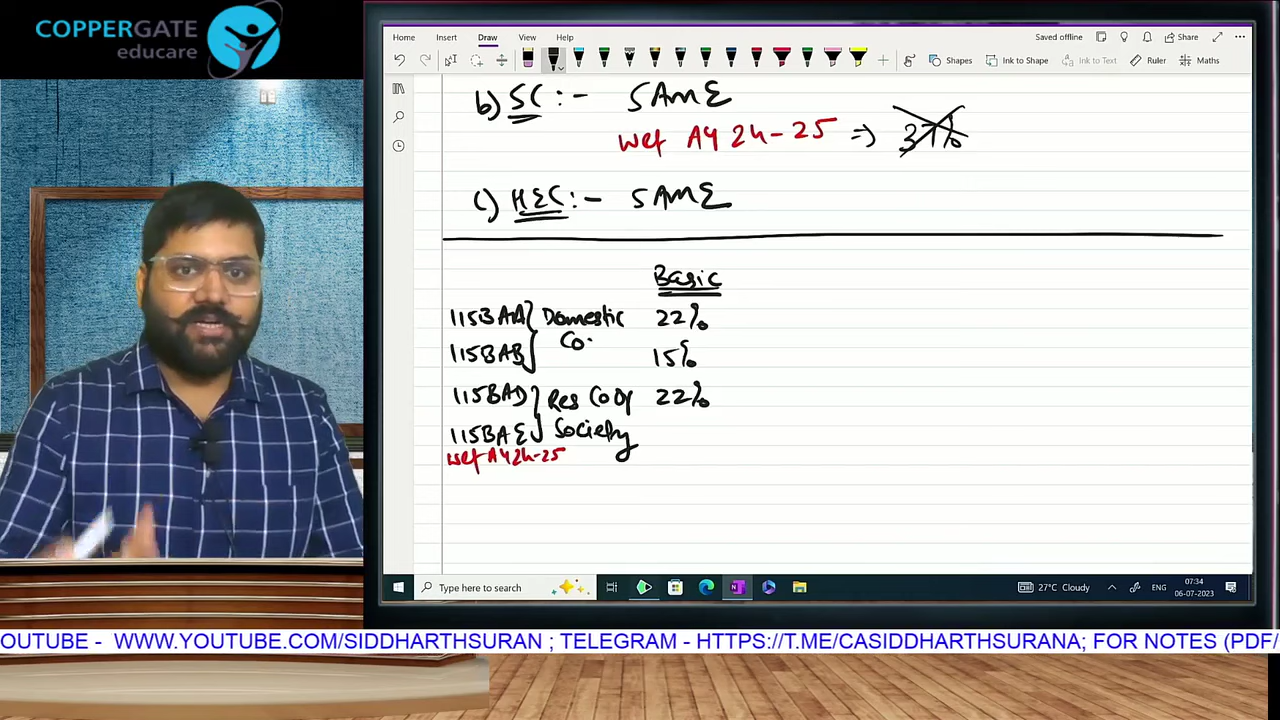 COPPERGATE
educare
Home Insert Draw View Help
Saved offline
Share
Shapes
Ink to Shape
Ink to Text
Ruler
Maths
b) SC :- SAME
wef AY 24-25 => 37%
c) HEC :- SAME
Basic
115BAA } Domestic Co. 22%
115BAB 15%
115BAD } Res Co Op Society 22%
115BAE
wef AY 24-25
Type here to search
27°C Cloudy
ENG
07:34
06-07-2023
OUTUBE - WWW.YOUTUBE.COM/SIDDHARTHSURAN ; TELEGRAM - HTTPS://T.ME/CASIDDHARTHSURANA; FOR NOTES (PDF/